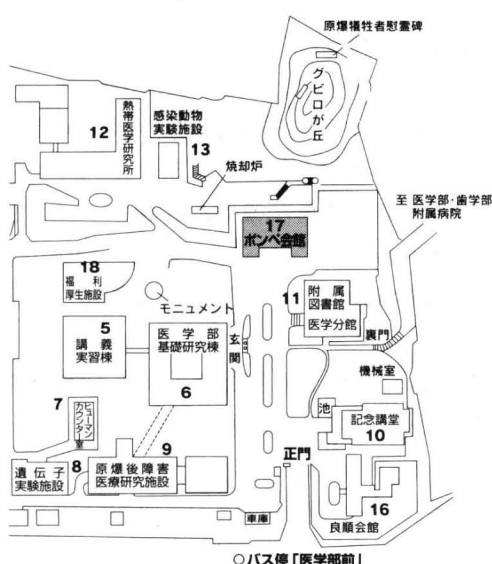 原爆犠牲者慰霊碑
グビロが丘
熱帯医学研究所
12
感染動物
実験施設
13
焼却炉
至 医学部・歯学部
附属病院
17
ポンペ会館
18
福利
厚生施設
モニュメント
11
附属
図書館
医学分館
裏門
5
講義
実習棟
医学部
基礎研究棟
6
玄関
機械室
7
ヒューマン
カウンター室
池
記念講堂
10
遺伝子
実験施設
8
9
原爆後障害
医療研究施設
正門
16
良順会館
車庫
○バス停「医学部前」